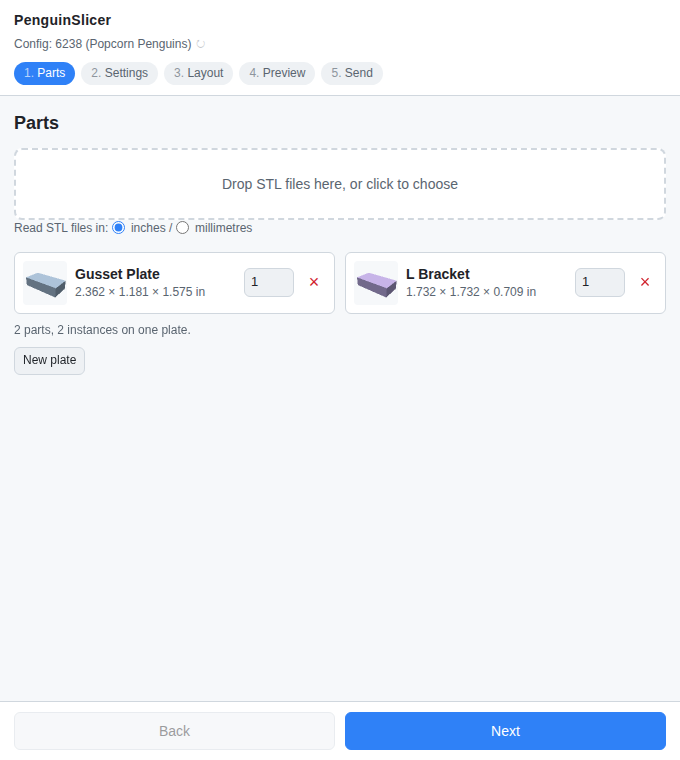 PenguinSlicer
Config: 6238 (Popcorn Penguins)
1. Parts
2. Settings
3. Layout
4. Preview
5. Send
Parts
Drop STL files here, or click to choose
Read STL files in: inches / millimetres
Gusset Plate
2.362 × 1.181 × 1.575 in
1
×
L Bracket
1.732 × 1.732 × 0.709 in
1
×
2 parts, 2 instances on one plate.
New plate
Back
Next